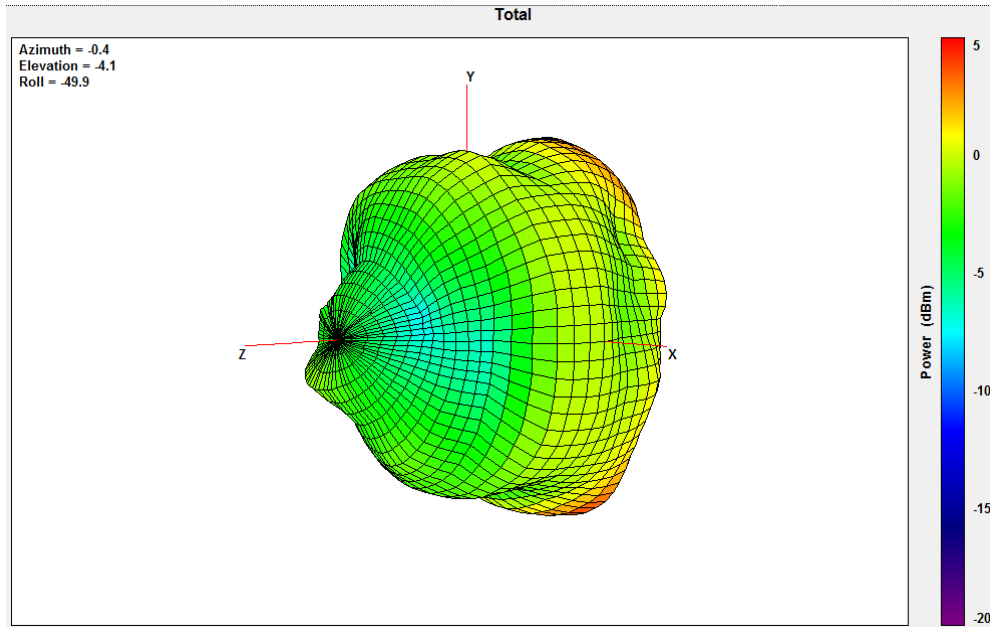 Total
Azimuth = -0.4
Elevation = -4.1
Roll = -49.9
Y
Z
X
5
0
-5
-10
-15
-20
Power (dBm)